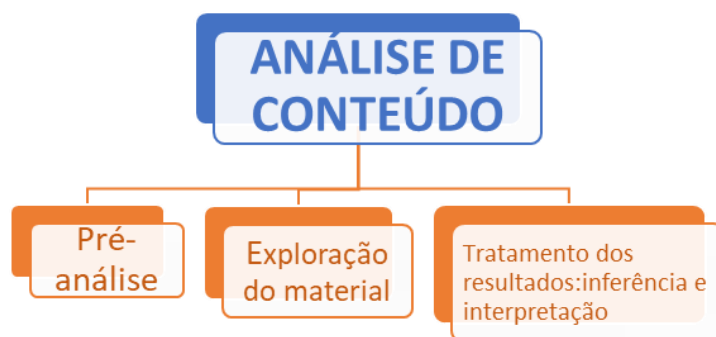 ANÁLISE DE
CONTEÚDO
Pré-
análise
Exploração
do material
Tratamento dos
resultados:inferência e
interpretação